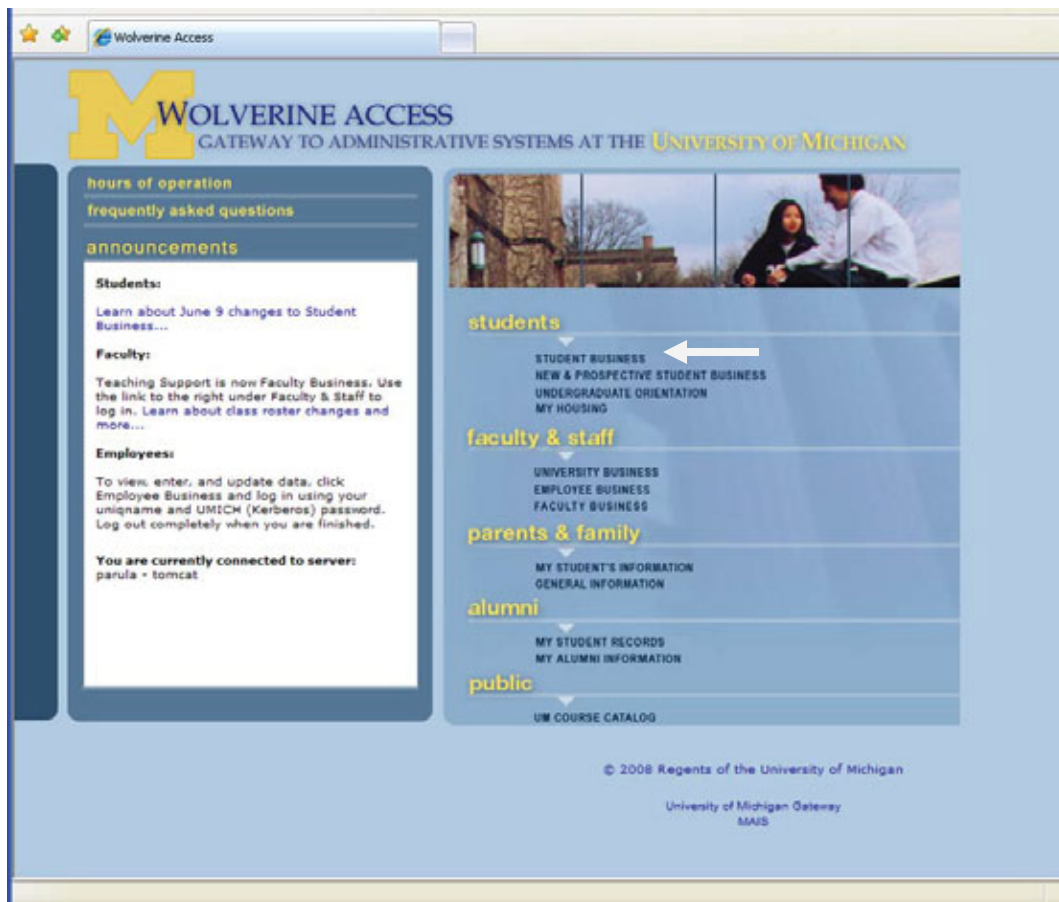 Wolverine Access
WOLVERINE ACCESS
GATEWAY TO ADMINISTRATIVE SYSTEMS AT THE UNIVERSITY OF MICHIGAN
hours of operation
frequently asked questions
announcements
Students:
Learn about June 9 changes to Student
Business...
Faculty:
Teaching Support is now Faculty Business. Use
the link to the right under Faculty & Staff to
log in. Learn about class roster changes and
more...
Employees:
To view, enter, and update data, click
Employee Business and log in using your
uniqname and UMICH (Kerberos) password.
Log out completely when you are finished.
You are currently connected to server:
parula - tomcat
students
STUDENT BUSINESS
NEW & PROSPECTIVE STUDENT BUSINESS
UNDERGRADUATE ORIENTATION
MY HOUSING
faculty & staff
UNIVERSITY BUSINESS
EMPLOYEE BUSINESS
FACULTY BUSINESS
parents & family
MY STUDENT'S INFORMATION
GENERAL INFORMATION
alumni
MY STUDENT RECORDS
MY ALUMNI INFORMATION
public
UM COURSE CATALOG
© 2008 Regents of the University of Michigan
University of Michigan Gateway
MAIS